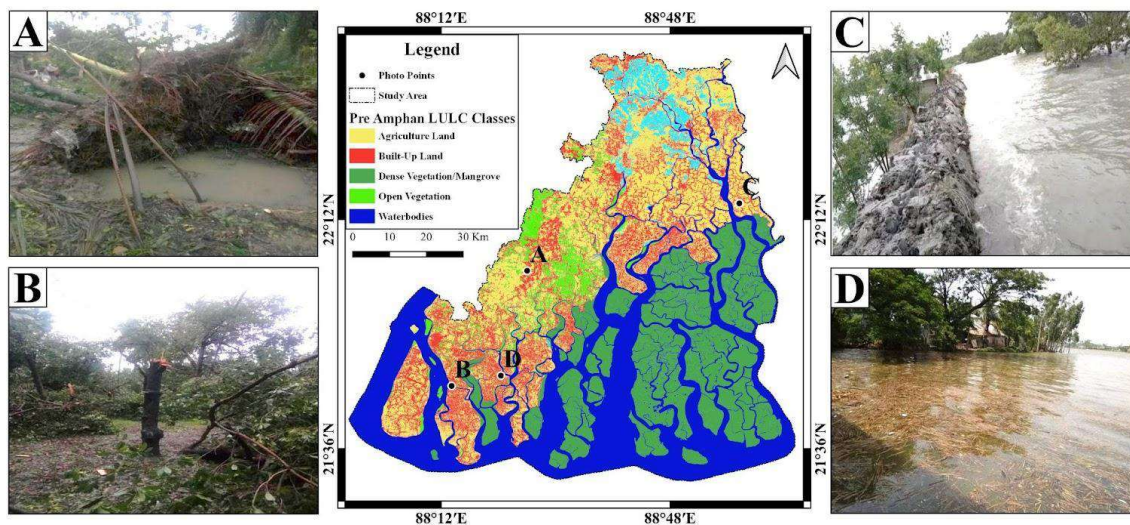 A
B
C
D
88°12'E
88°48'E
22°12'N
21°36'N
Legend
Photo Points
Study Area
Pre Amphan LULC Classes
Agriculture Land
Built-Up Land
Dense Vegetation/Mangrove
Open Vegetation
Waterbodies
0 10 20 30 Km
C
A
B
D
22°12'N
21°36'N
88°12'E
88°48'E